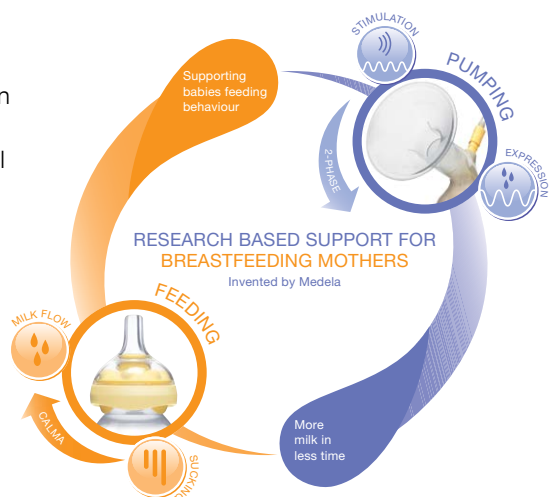 n
l
Supporting
babies feeding
behaviour
STIMULATION
PUMPING
2-PHASE
EXPRESSION
RESEARCH BASED SUPPORT FOR
BREASTFEEDING MOTHERS
Invented by Medela
FEEDING
MILK FLOW
CALMA
SUCKING
More
milk in
less time